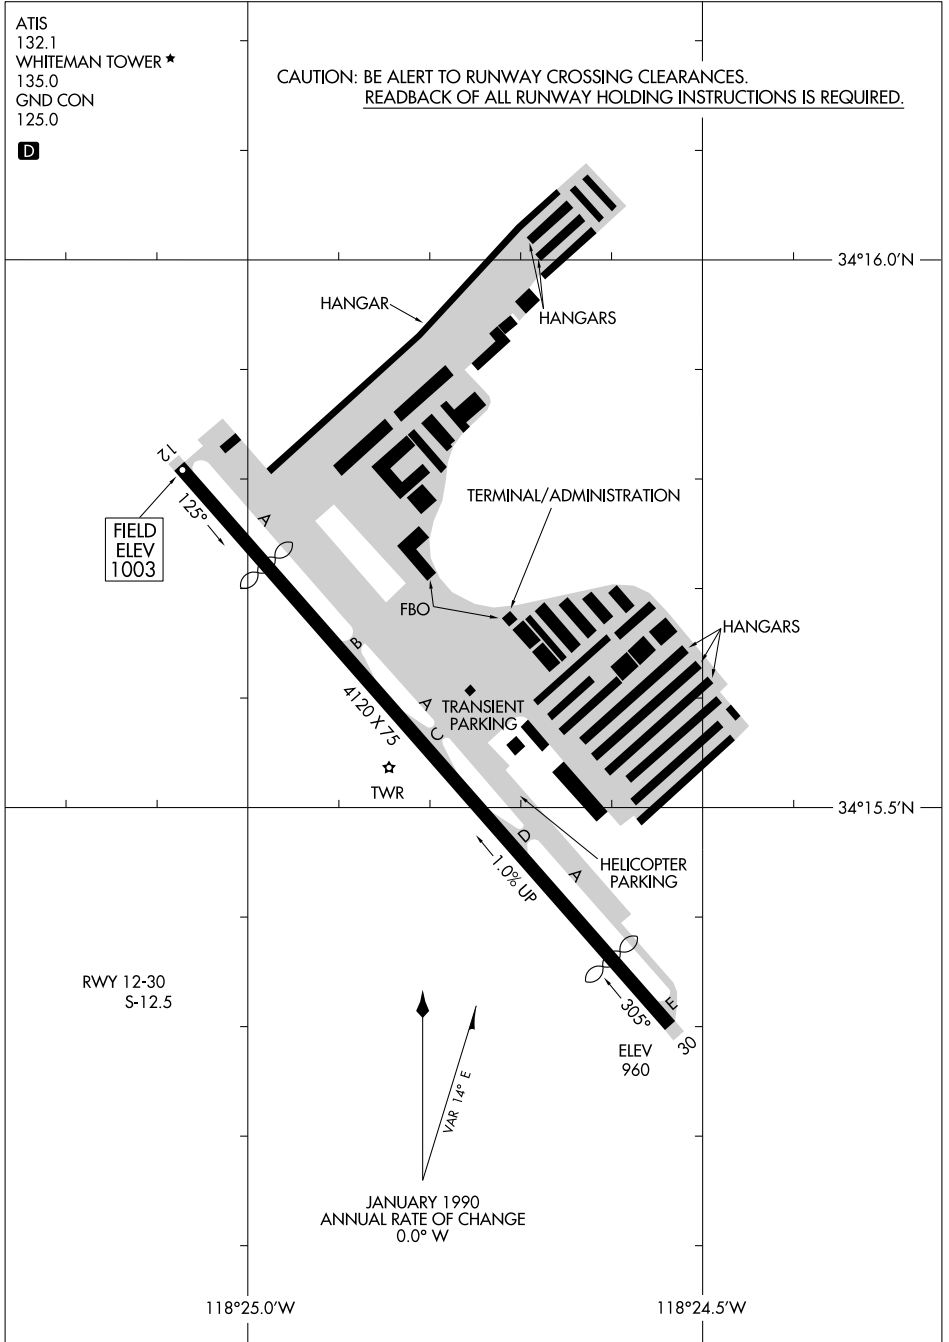 ATIS
132.1
WHITEMAN TOWER
135.0
GND CON
125.0
D
CAUTION: BE ALERT TO RUNWAY CROSSING CLEARANCES.
READBACK OF ALL RUNWAY HOLDING INSTRUCTIONS IS REQUIRED.
34°16.0'N
HANGAR
HANGARS
12
125°
A
FIELD
ELEV
1003
TERMINAL/ADMINISTRATION
FBO
HANGARS
B
4120 X 75
A
C
TRANSIENT
PARKING
TWR
34°15.5'N
D
1.0% UP
A
HELICOPTER
PARKING
RWY 12-30
S-12.5
305°
E
30
ELEV
960
VAR 14° E
JANUARY 1990
ANNUAL RATE OF CHANGE
0.0° W
118°25.0'W
118°24.5'W